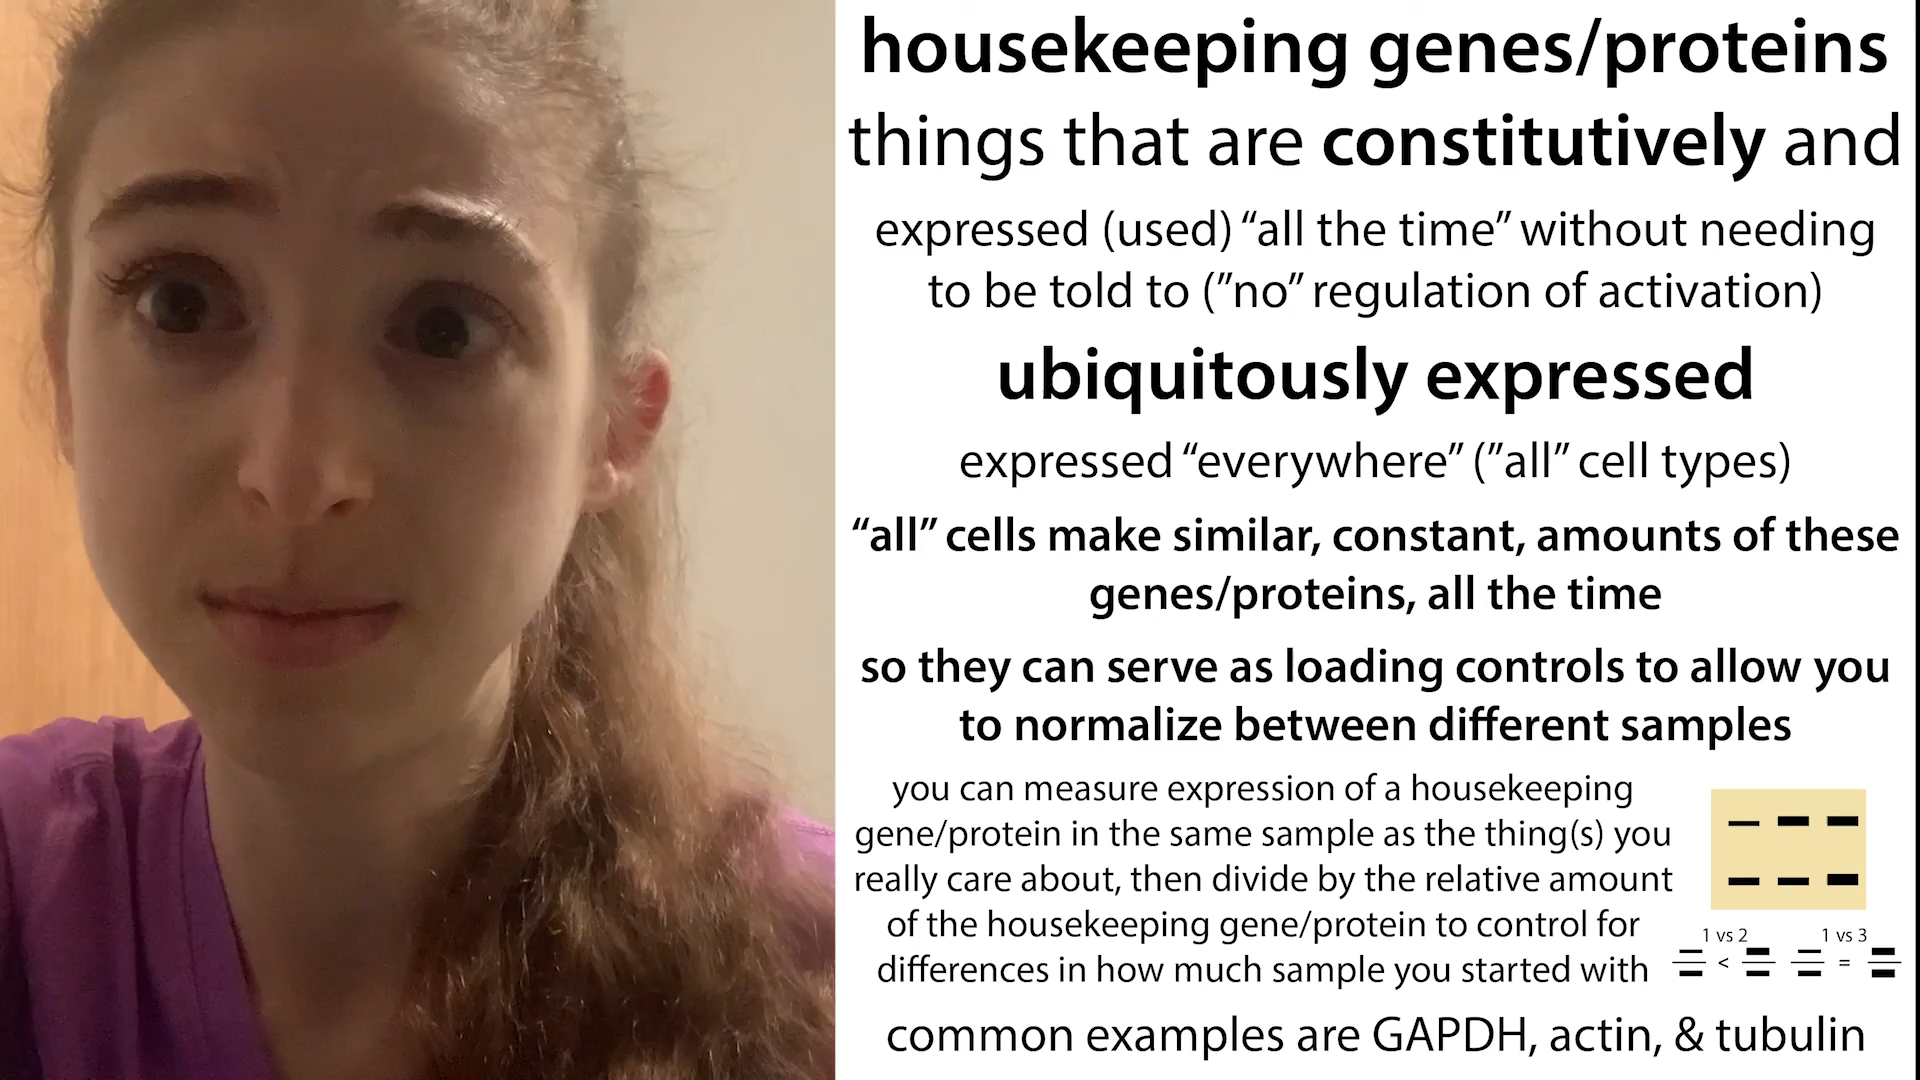 housekeeping genes/proteins
things that are constitutively and
expressed (used) “all the time” without needing
to be told to (”no” regulation of activation)
ubiquitously expressed
expressed “everywhere” (”all” cell types)
“all” cells make similar, constant, amounts of these
genes/proteins, all the time
so they can serve as loading controls to allow you
to normalize between different samples
you can measure expression of a housekeeping
gene/protein in the same sample as the thing(s) you
really care about, then divide by the relative amount
of the housekeeping gene/protein to control for
differences in how much sample you started with
1 vs 2
<
1 vs 3
=
common examples are GAPDH, actin, & tubulin